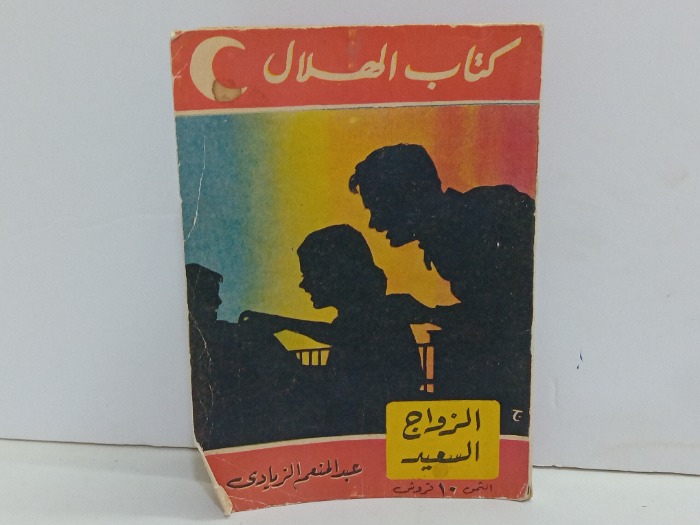 كتاب الهلال
ج
الزواج
السعيد
عبد المنعم الزيادى
الثمن ١٠ قروش